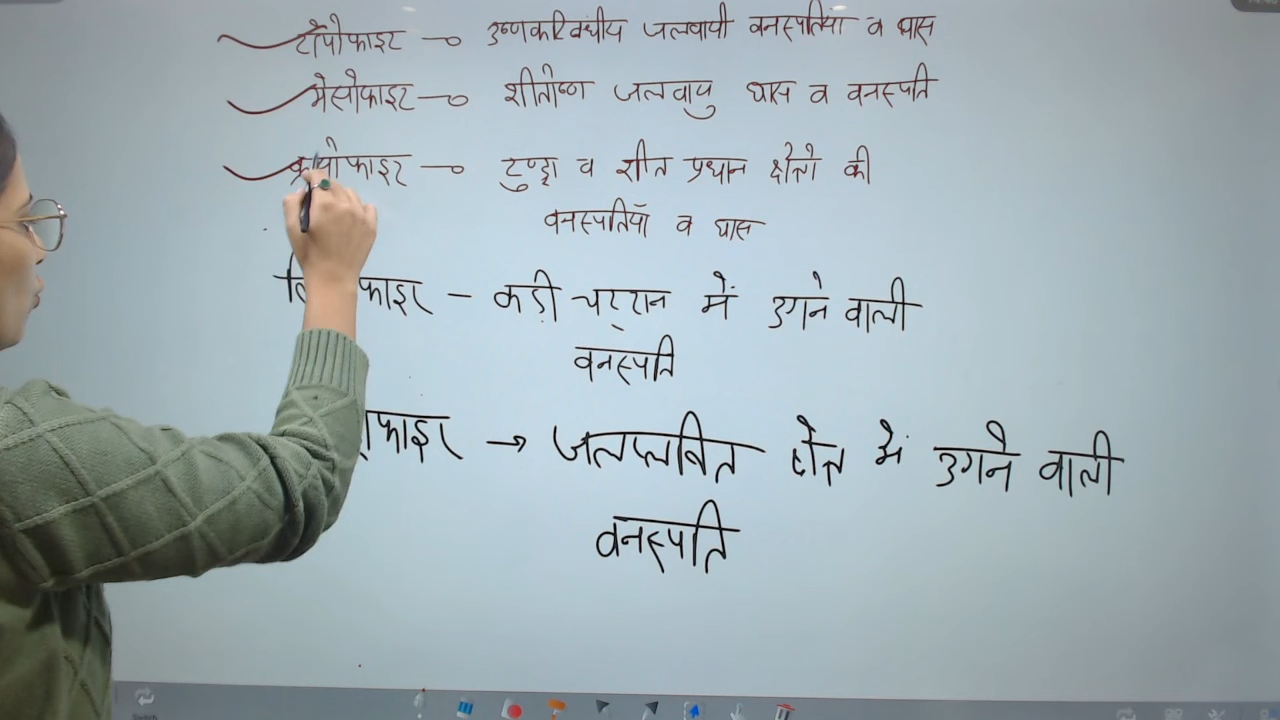 टॉपोफाइट — उष्णकटिबंधीय जलवायी वनस्पतियां व घास
मेसोफाइट — शीतोष्ण जलवायु घास व वनस्पति
क्रायोफाइट — टुण्ड्रा व शीत प्रधान क्षेत्रो की
वनस्पतियाँ व घास
फाइट – कड़ी चट्टान में उगने वाली
वनस्पति
फाइट → जलप्लवित क्षेत्र में उगने वाली
वनस्पति